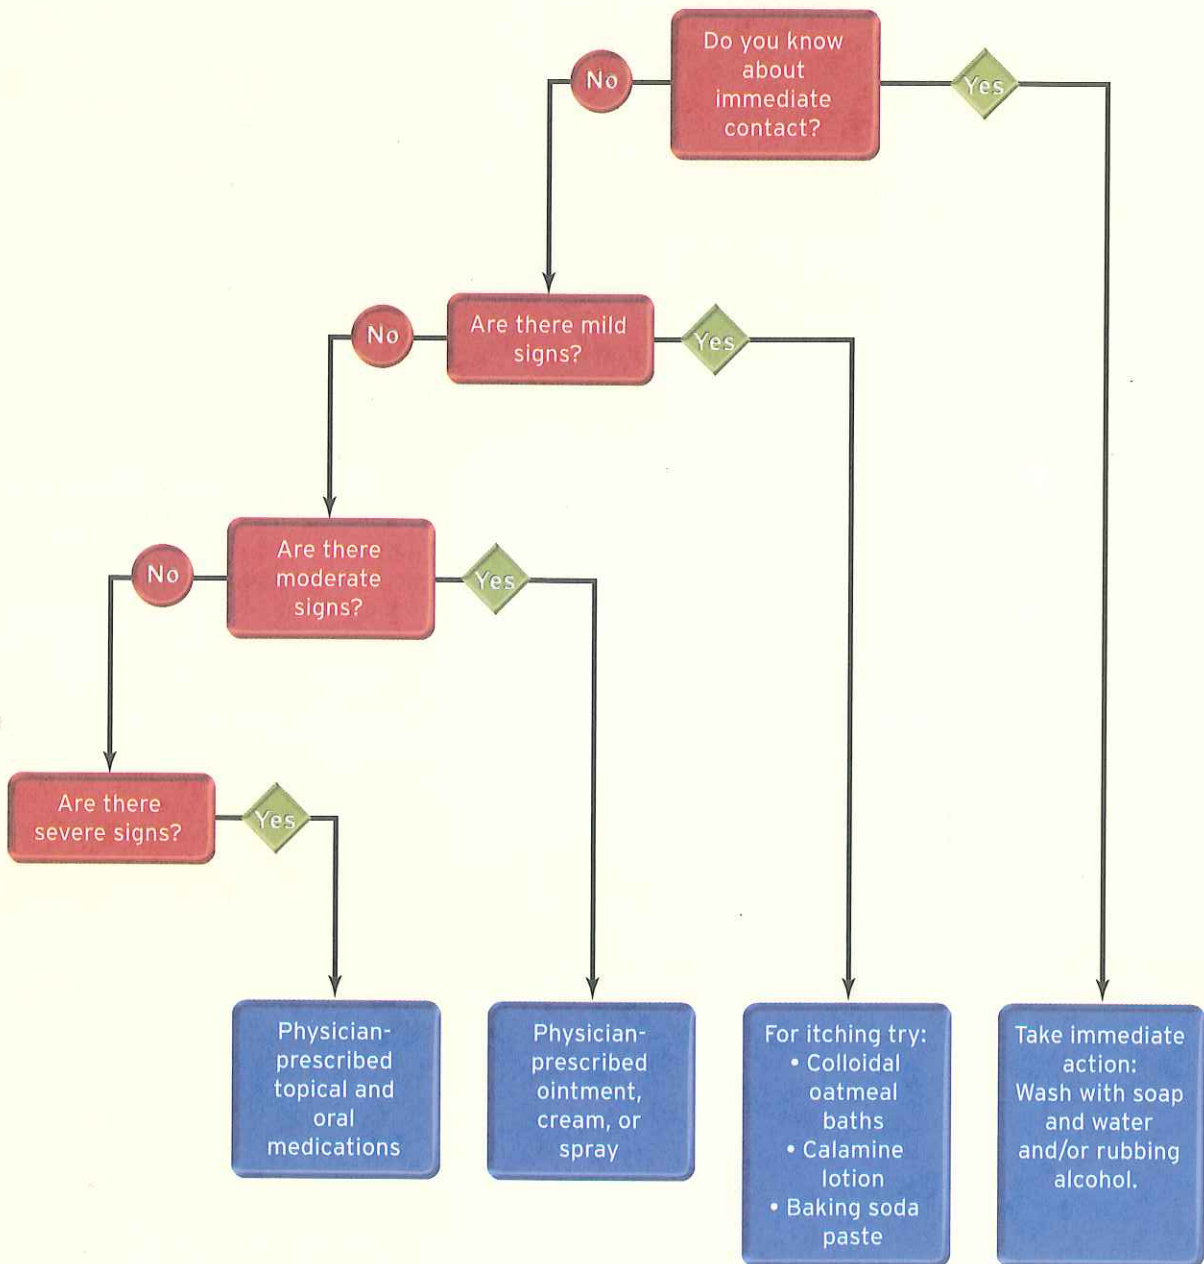 Do you know
about
immediate
contact?
No
Yes
Are there mild
signs?
No
Yes
Are there
moderate
signs?
No
Yes
Are there
severe signs?
Yes
Physician-
prescribed
topical and
oral
medications
Physician-
prescribed
ointment,
cream, or
spray
For itching try:
• Colloidal
oatmeal
baths
• Calamine
lotion
• Baking soda
paste
Take immediate
action:
Wash with soap
and water
and/or rubbing
alcohol.